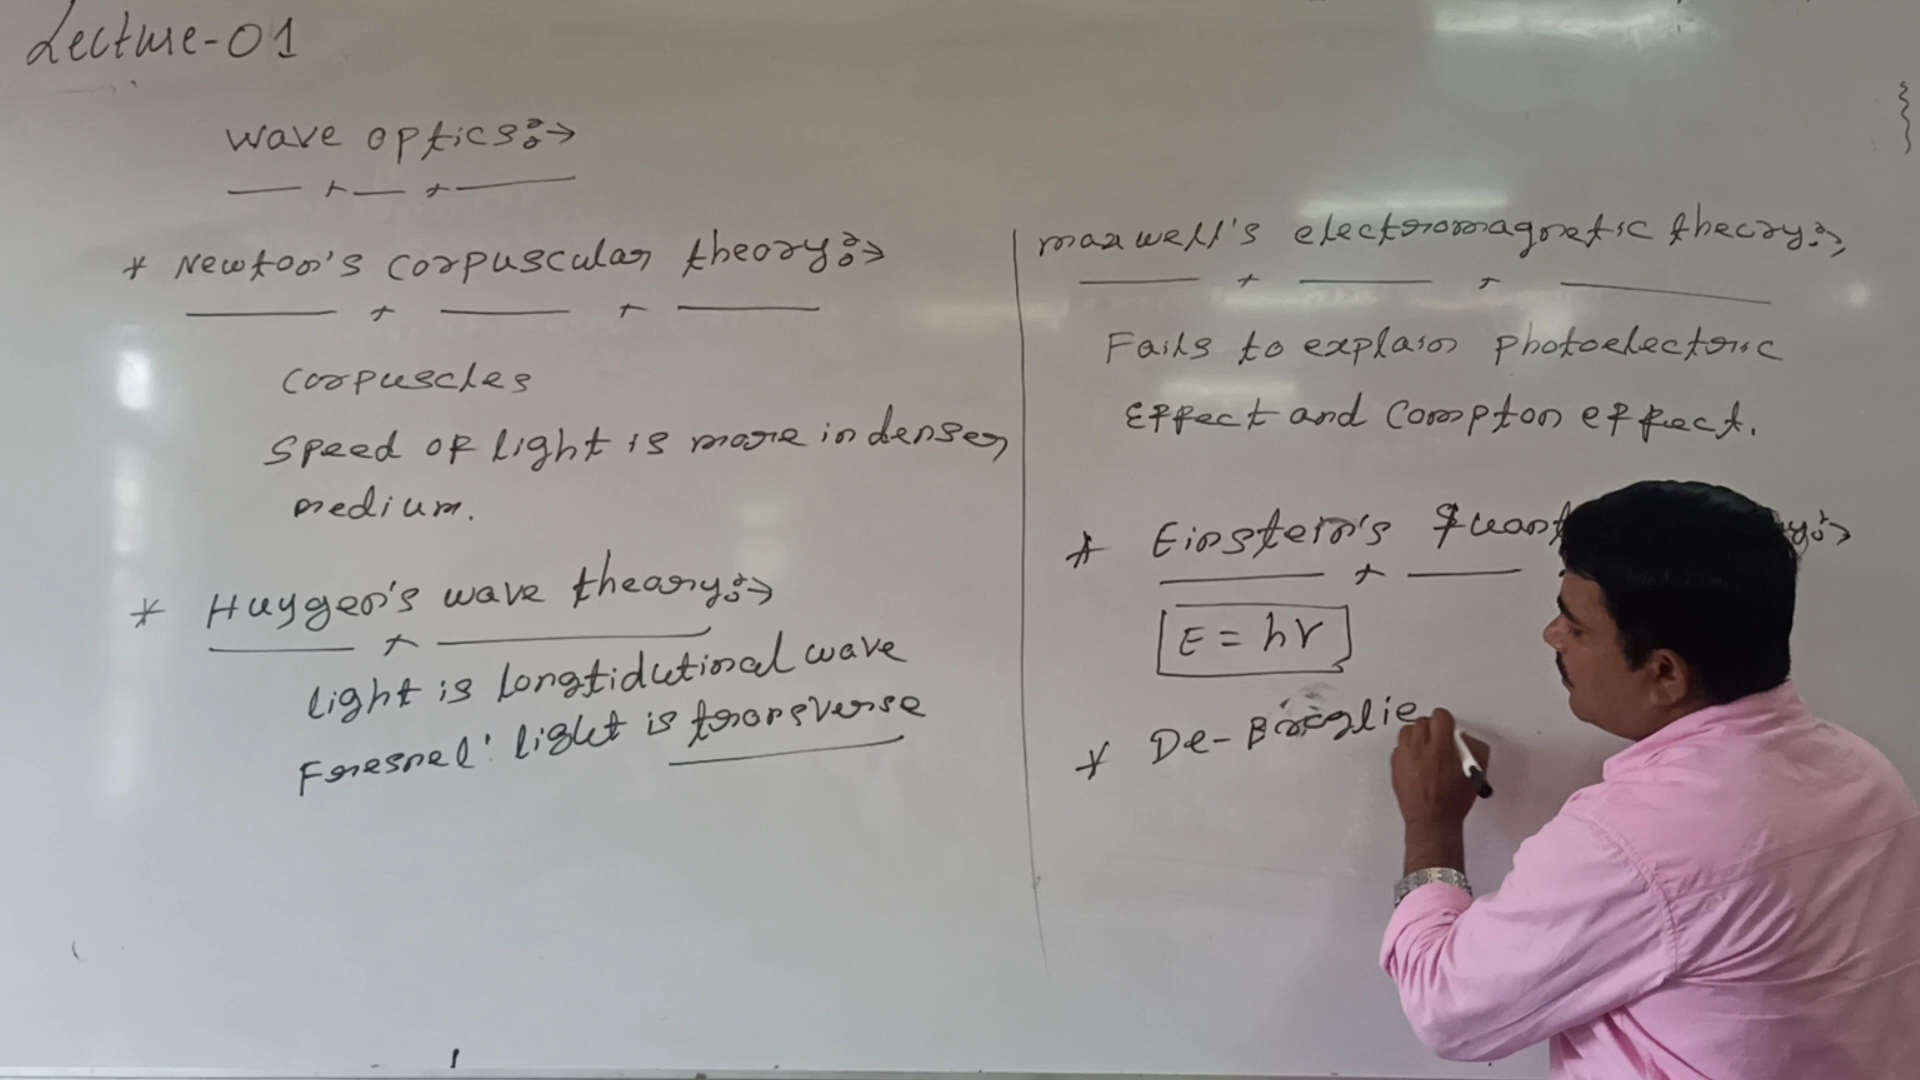 Lecture-01
wave optics:→
* Newton's corpuscular theory:→
corpuscles
speed of light is more in denser
medium.
* Huygen's wave theory:→
light is longtidutional wave
Fresnel: light is transverse
maxwell's electromagnetic theory:→
Fails to explain photoelectric
Effect and Compton effect.
* Einstein's
E = hν
* De-Broglie